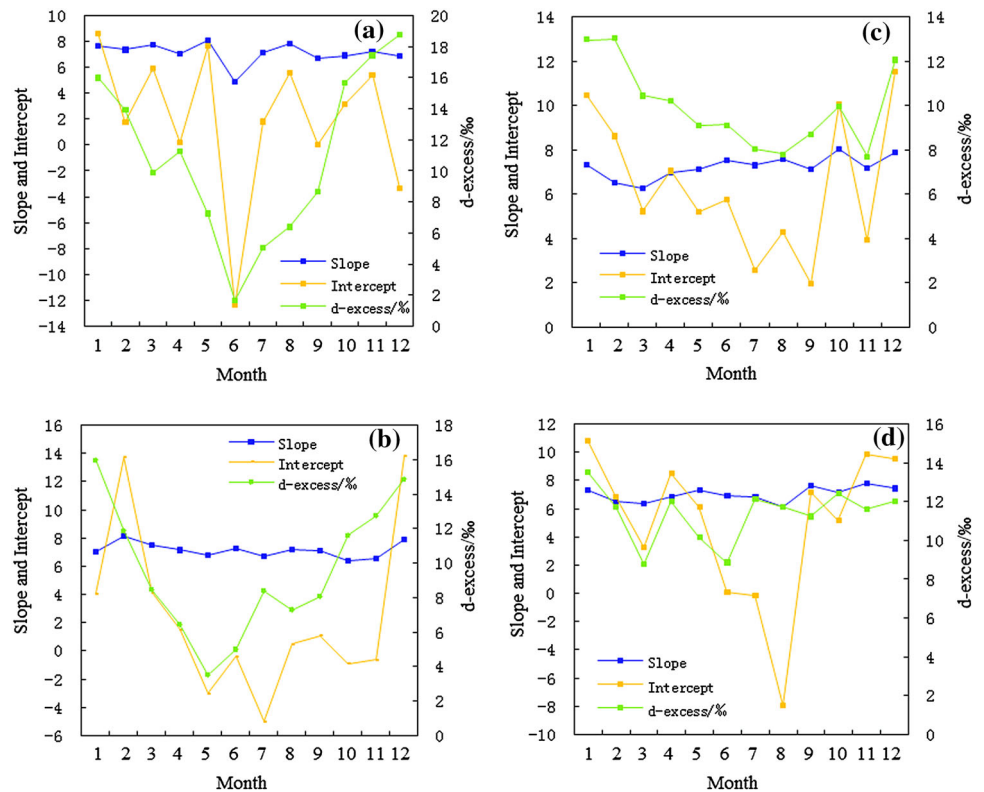 (a)
Slope and Intercept
10
8
6
4
2
0
−2
−4
−6
−8
−10
−12
−14
20
18
16
14
12
10
8
6
4
2
0
d-excess/‰
Slope
Intercept
d-excess/‰
1 2 3 4 5 6 7 8 9 10 11 12
Month
(c)
Slope and Intercept
14
12
10
8
6
4
2
0
14
12
10
8
6
4
2
0
d-excess/‰
Slope
Intercept
d-excess/‰
1 2 3 4 5 6 7 8 9 10 11 12
Month
(b)
Slope and Intercept
16
14
12
10
8
6
4
2
0
−2
−4
−6
18
16
14
12
10
8
6
4
2
0
d-excess/‰
Slope
Intercept
d-excess/‰
1 2 3 4 5 6 7 8 9 10 11 12
Month
(d)
Slope and Intercept
12
10
8
6
4
2
0
−2
−4
−6
−8
−10
16
14
12
10
8
6
4
2
0
d-excess/‰
Slope
Intercept
d-excess/‰
1 2 3 4 5 6 7 8 9 10 11 12
Month